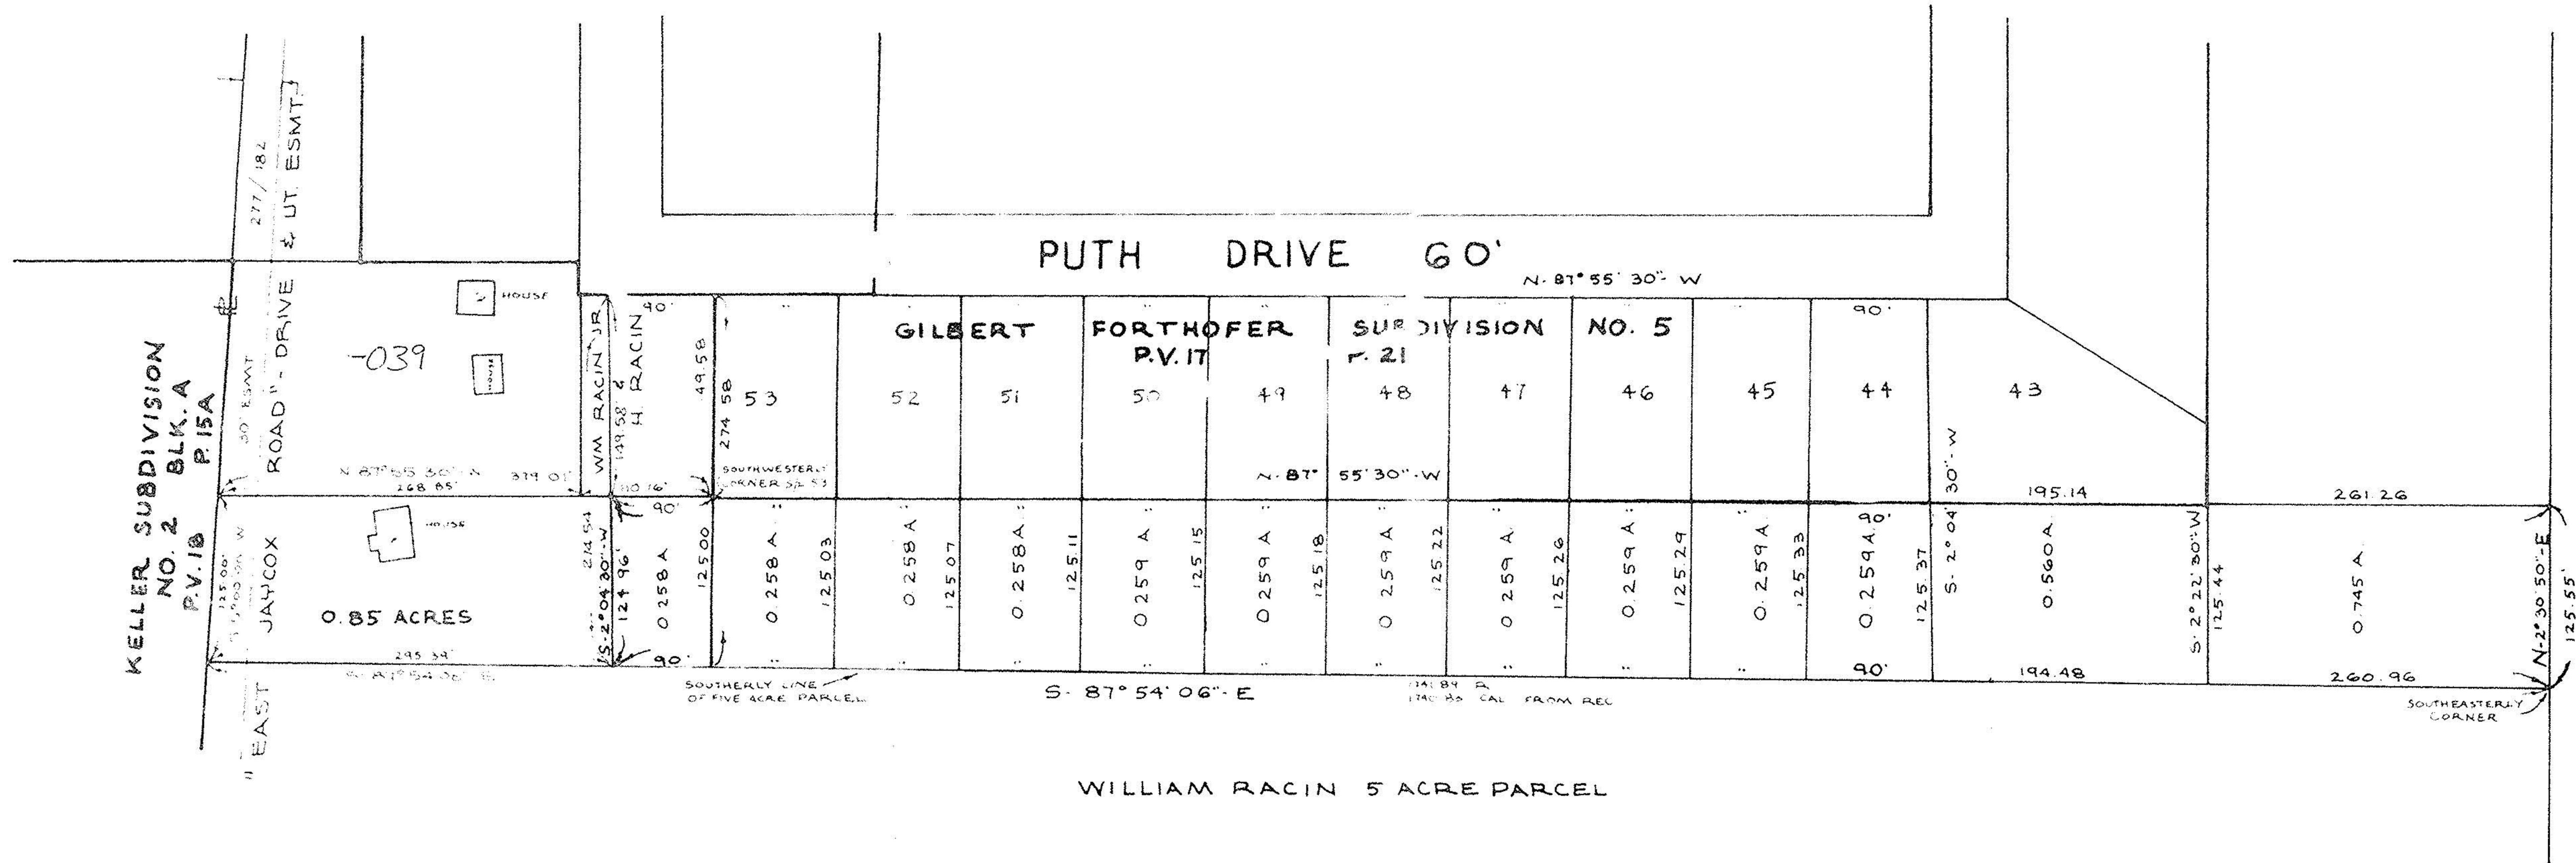 277/182
ROAD" - DRIVE & UT. ESMT.
PUTH DRIVE 60'
N-87°55'30"-W
HOUSE
HOUSE
-039
30' ESMT
KELLER SUBDIVISION
NO. 2 BLK. A
P.V. 18 P. 15A
WM RACIN JR.
149.58' &
H. RACIN
90'
49.58
274 58
GILBERT FORTHOFER SUBDIVISION NO. 5
P.V. 17 P. 21
90'
53
52
51
50
49
48
47
46
45
44
43
SOUTHWESTERLY
CORNER S/L 53
N-87° 55'30"-W
S-2°04'30"-W
268.85'
379.01'
110.16'
195.14
261.26
125.00'
"EAST JAYCOX
HOUSE
0.85 ACRES
295.39'
S-87°54'06" E
274.54
S-2°04'30"-W
124.96'
90'
0.258 A
125.00
90'
0.258 A
125.03
0.258 A
125.07
0.258 A
125.11
0.259 A
125.15
0.259 A
125.18
0.259 A
125.22
0.259 A
125.26
0.259 A
125.29
0.259 A
125.33
90'
0.259 A
125.37
90'
0.560 A
194.48
S-2°22'30"W
125.44
0.745 A
260.96
N-2°30'50"-E
125.55'
SOUTHERLY LINE
OF FIVE ACRE PARCEL
S-87°54'06"-E
CAL FROM REC
SOUTHEASTERLY
CORNER
WILLIAM RACIN 5 ACRE PARCEL